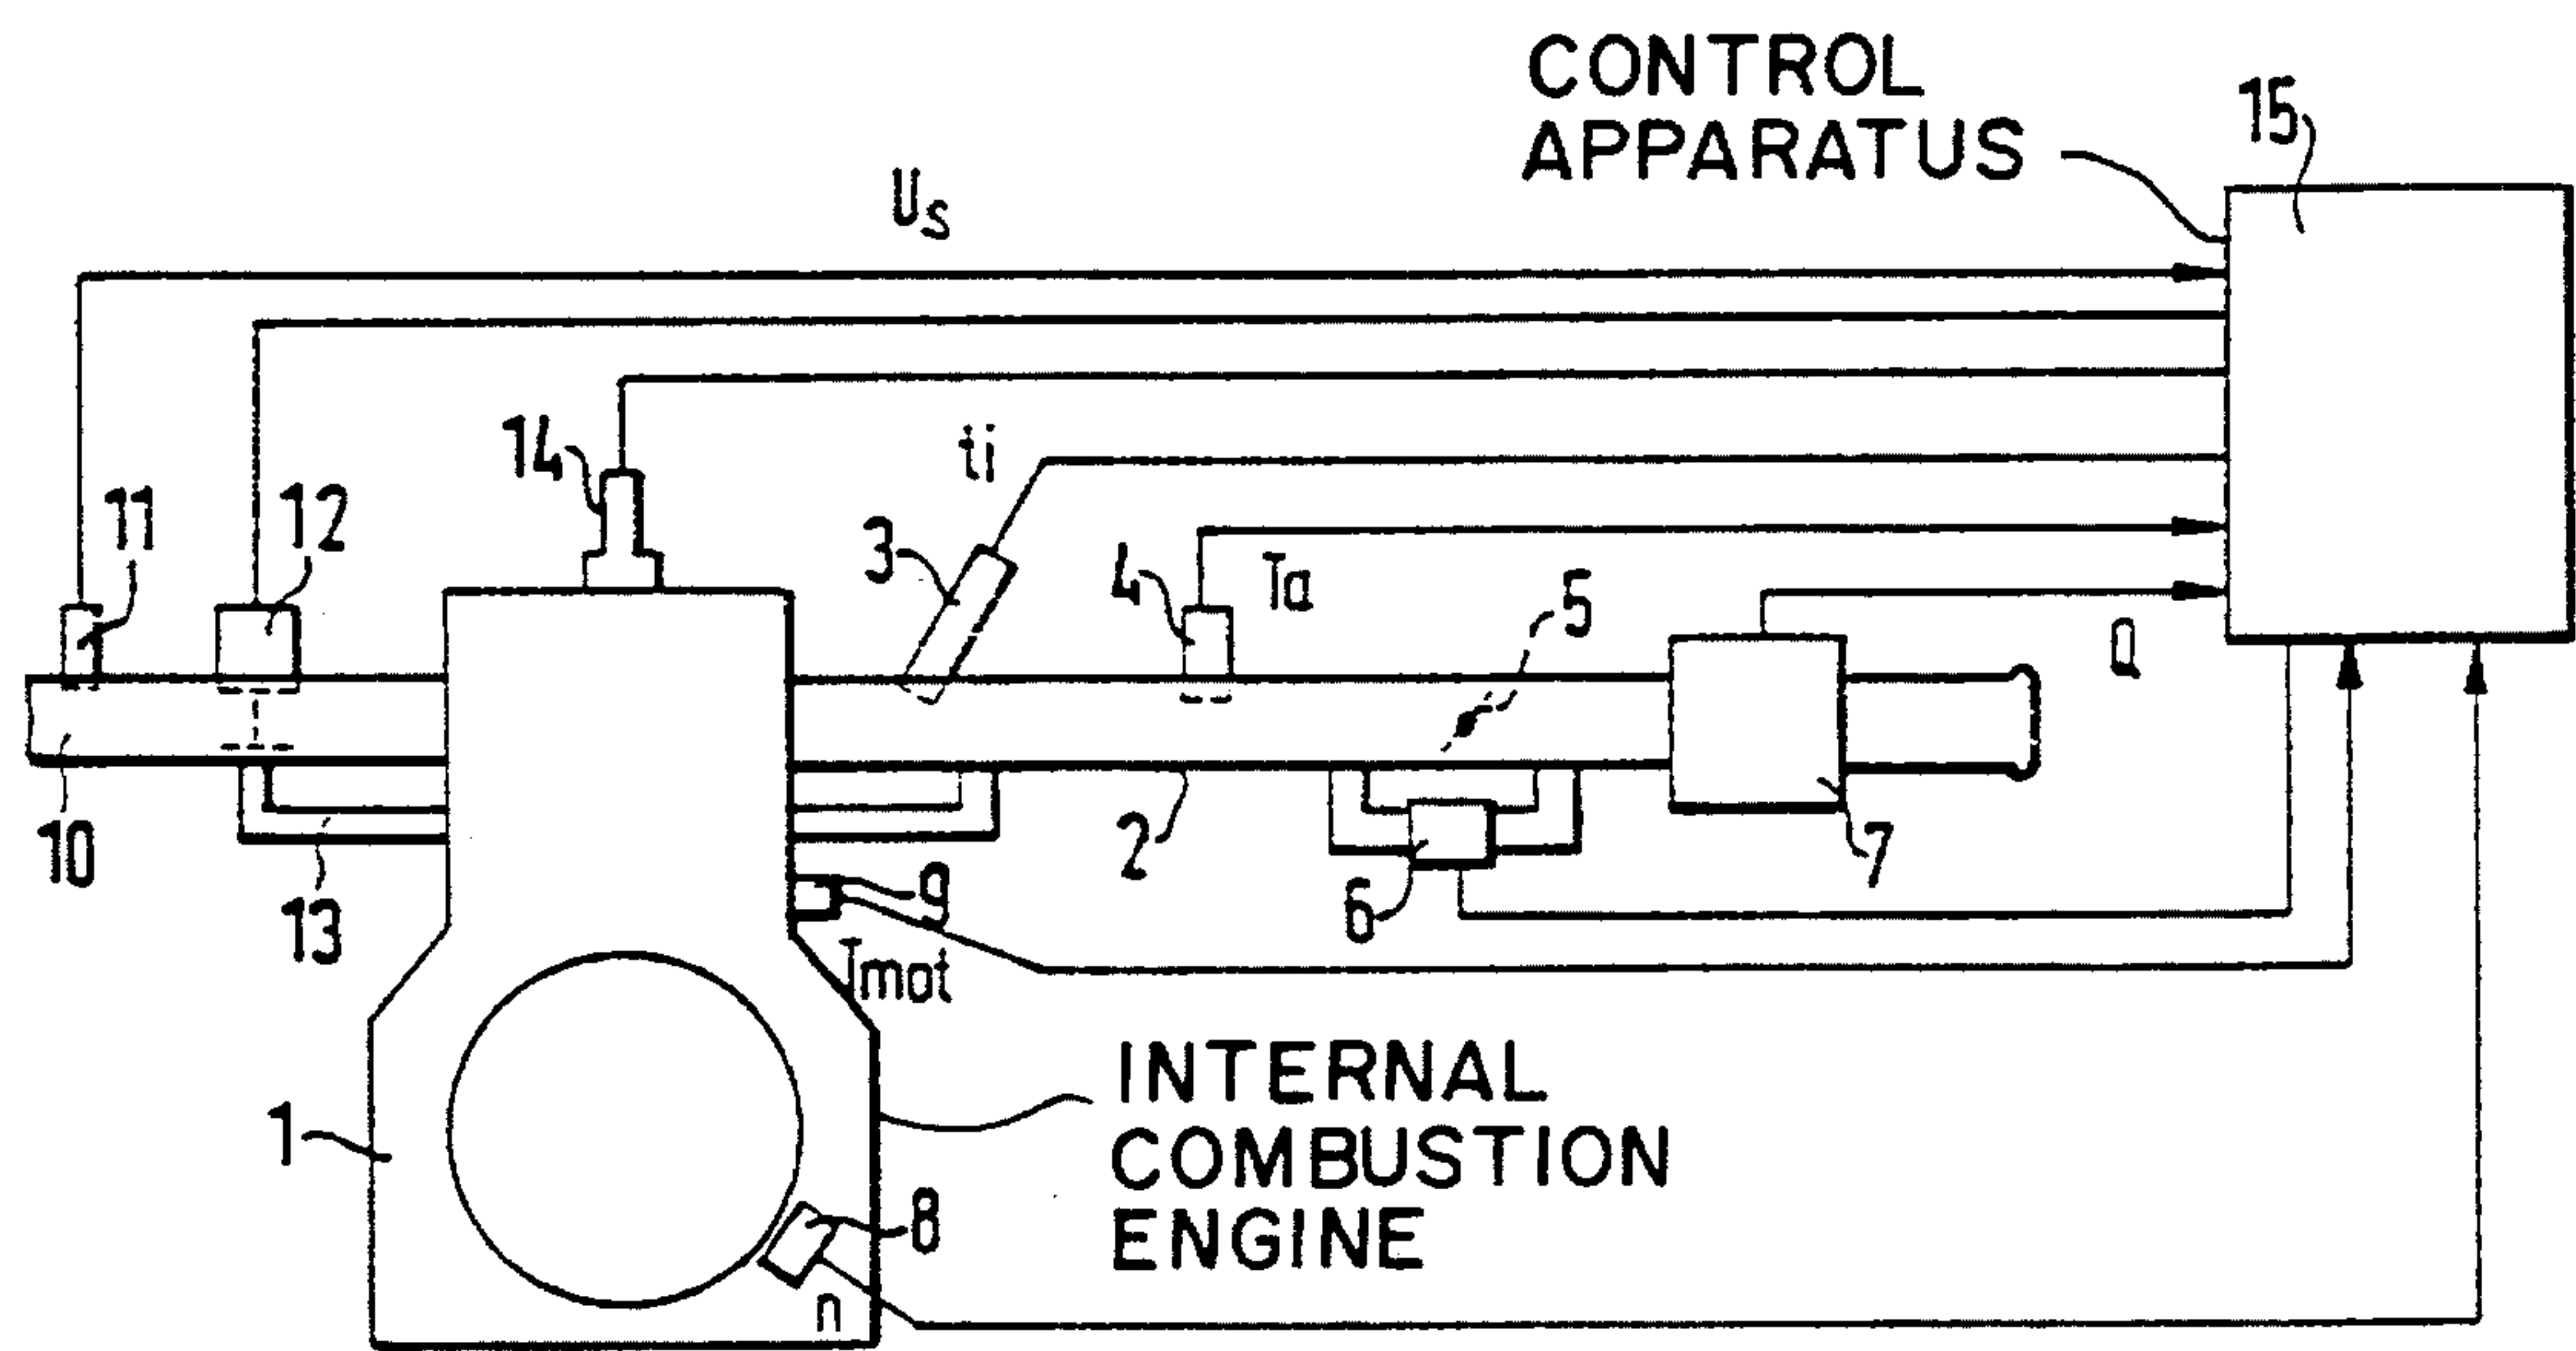 CONTROL
APPARATUS
15
Us
14
ti
11
12
3
4
Ta
5
Q
10
13
9
2
6
7
Tmot
1
INTERNAL
COMBUSTION
ENGINE
8
n